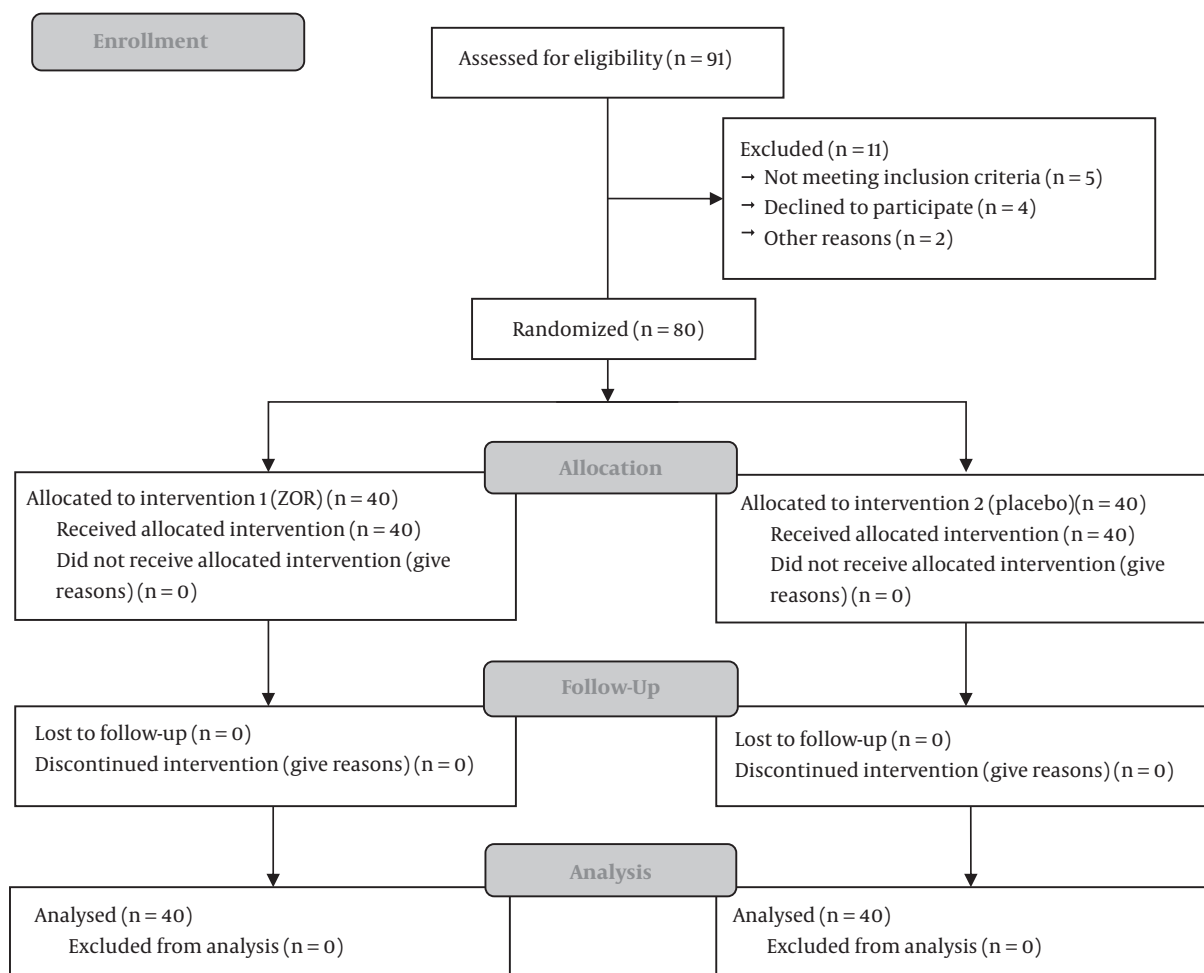 Enrollment
Assessed for eligibility (n = 91)
Excluded (n = 11)
→ Not meeting inclusion criteria (n = 5)
→ Declined to participate (n = 4)
→ Other reasons (n = 2)
Randomized (n = 80)
Allocation
Allocated to intervention 1 (ZOR) (n = 40)
Received allocated intervention (n = 40)
Did not receive allocated intervention (give
reasons) (n = 0)
Allocated to intervention 2 (placebo)(n = 40)
Received allocated intervention (n = 40)
Did not receive allocated intervention (give
reasons) (n = 0)
Follow-Up
Lost to follow-up (n = 0)
Discontinued intervention (give reasons) (n = 0)
Lost to follow-up (n = 0)
Discontinued intervention (give reasons) (n = 0)
Analysis
Analysed (n = 40)
Excluded from analysis (n = 0)
Analysed (n = 40)
Excluded from analysis (n = 0)